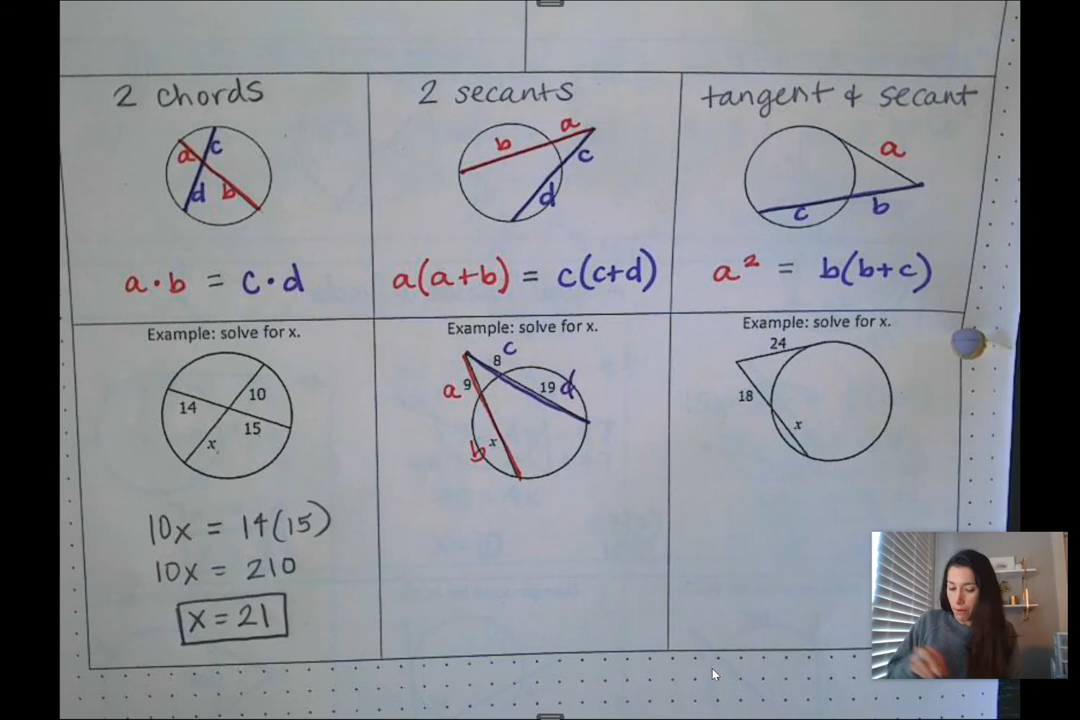 2 chords
a
c
d
b
a · b = c · d
2 secants
a
b
c
d
a(a+b) = c(c+d)
tangent & secant
a
b
c
a² = b(b+c)
Example: solve for x.
10
14
15
x
10x = 14(15)
10x = 210
x = 21
Example: solve for x.
c
8
a 9
19 d
b x
Example: solve for x.
24
18
x